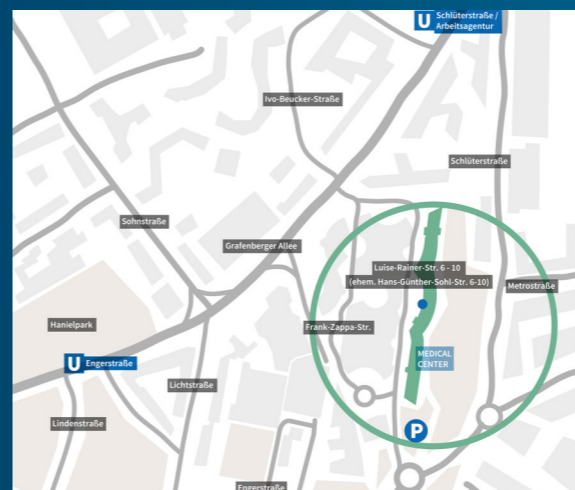 U Schlüterstraße /
Arbeitsagentur
Ivo-Beucker-Straße
Schlüterstraße
Sohnstraße
Grafenberger Allee
Luise-Rainer-Str. 6 - 10
(ehem. Hans-Günther-Sohl-Str. 6-10)
Metrostraße
Hanielpark
Frank-Zappa-Str.
MEDICAL
CENTER
U Engerstraße
Lichtstraße
Lindenstraße
P
Engerstraße